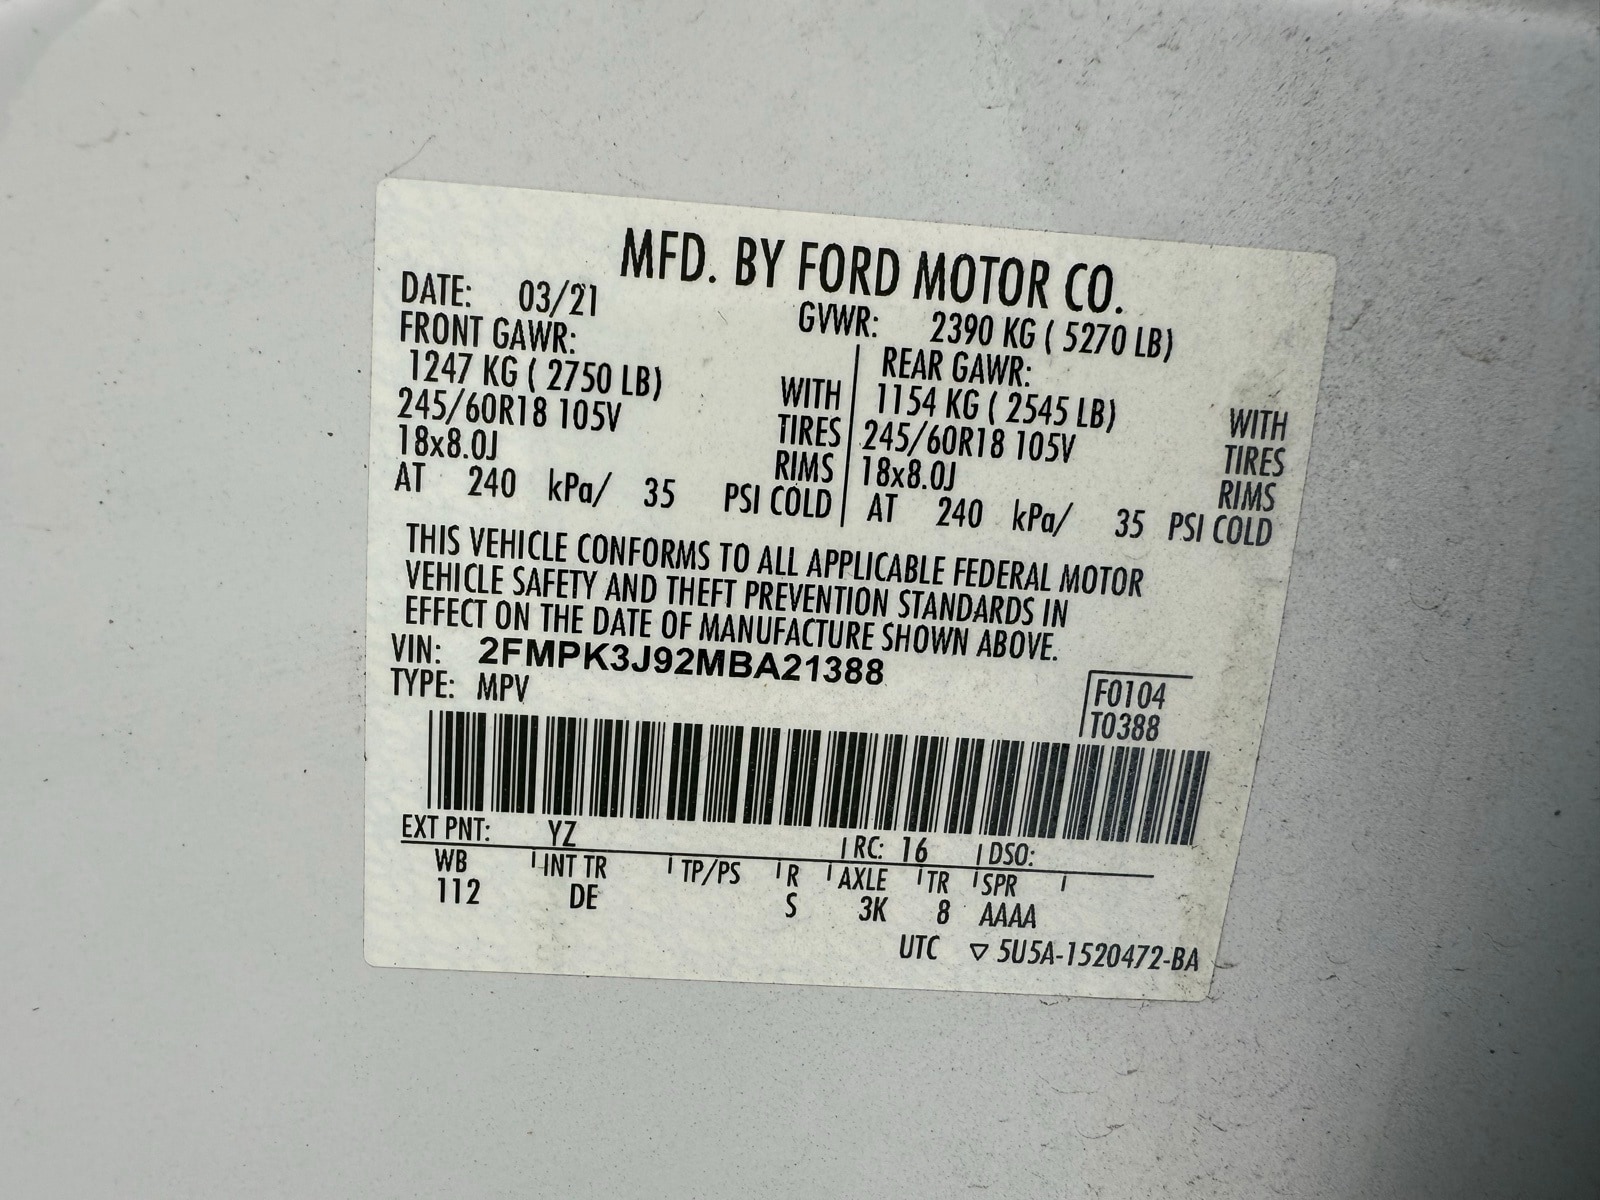 MFD. BY FORD MOTOR CO.
DATE: 03/21 GVWR: 2390 KG ( 5270 LB)
FRONT GAWR: REAR GAWR:
1247 KG ( 2750 LB) WITH 1154 KG ( 2545 LB) WITH
245/60R18 105V TIRES 245/60R18 105V TIRES
18x8.0J RIMS 18x8.0J RIMS
AT 240 kPa/ 35 PSI COLD AT 240 kPa/ 35 PSI COLD
THIS VEHICLE CONFORMS TO ALL APPLICABLE FEDERAL MOTOR
VEHICLE SAFETY AND THEFT PREVENTION STANDARDS IN
EFFECT ON THE DATE OF MANUFACTURE SHOWN ABOVE.
VIN: 2FMPK3J92MBA21388
TYPE: MPV
F0104
T0388
EXT PNT: YZ RC: 16 DSO:
WB INT TR TP/PS R AXLE TR SPR
112 DE S 3K 8 AAAA
UTC ▽ 5U5A-1520472-BA